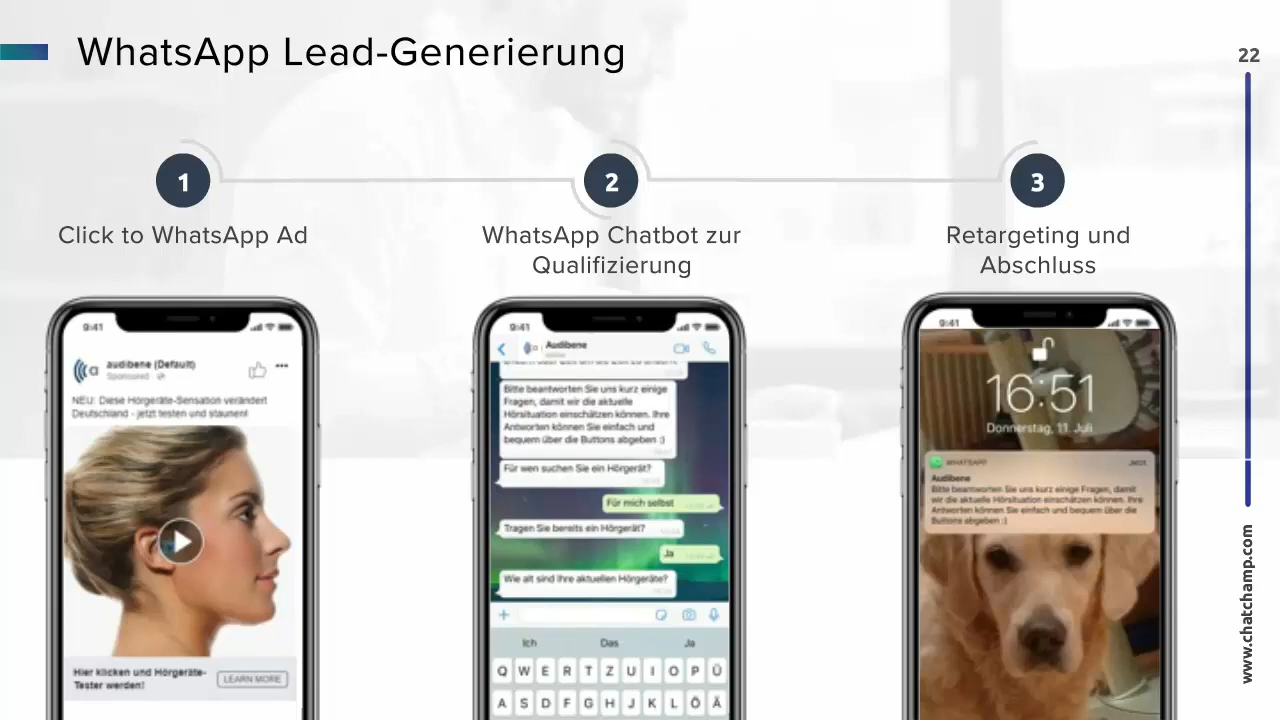 WhatsApp Lead-Generierung
22
1
2
3
Click to WhatsApp Ad
WhatsApp Chatbot zur
Qualifizierung
Retargeting und
Abschluss
9:41
audibene (Default)
Sponsored
NEU: Diese Hörgeräte-Sensation verändert
Deutschland - jetzt testen und staunen!
Hier klicken und Hörgeräte-
Tester werden!
LEARN MORE
9:41
Audibene
Bitte beantworten Sie uns kurz einige
Fragen, damit wir die aktuelle
Hörsituation einschätzen können. Ihre
Antworten können Sie einfach und
bequem über die Buttons abgeben :)
Für wen suchen Sie ein Hörgerät?
Für mich selbst
Tragen Sie bereits ein Hörgerät?
Ja
Wie alt sind Ihre aktuellen Hörgeräte?
Ich Das Ja
Q W E R T Z U I O P Ü
A S D F G H J K L Ö Ä
9:41
16:51
Donnerstag, 11. Juli
WHATSAPP Jetzt
Audibene
Bitte beantworten Sie uns kurz einige Fragen, damit
wir die aktuelle Hörsituation einschätzen können. Ihre
Antworten können Sie einfach und bequem über die
Buttons abgeben :)
www.chatchamp.com